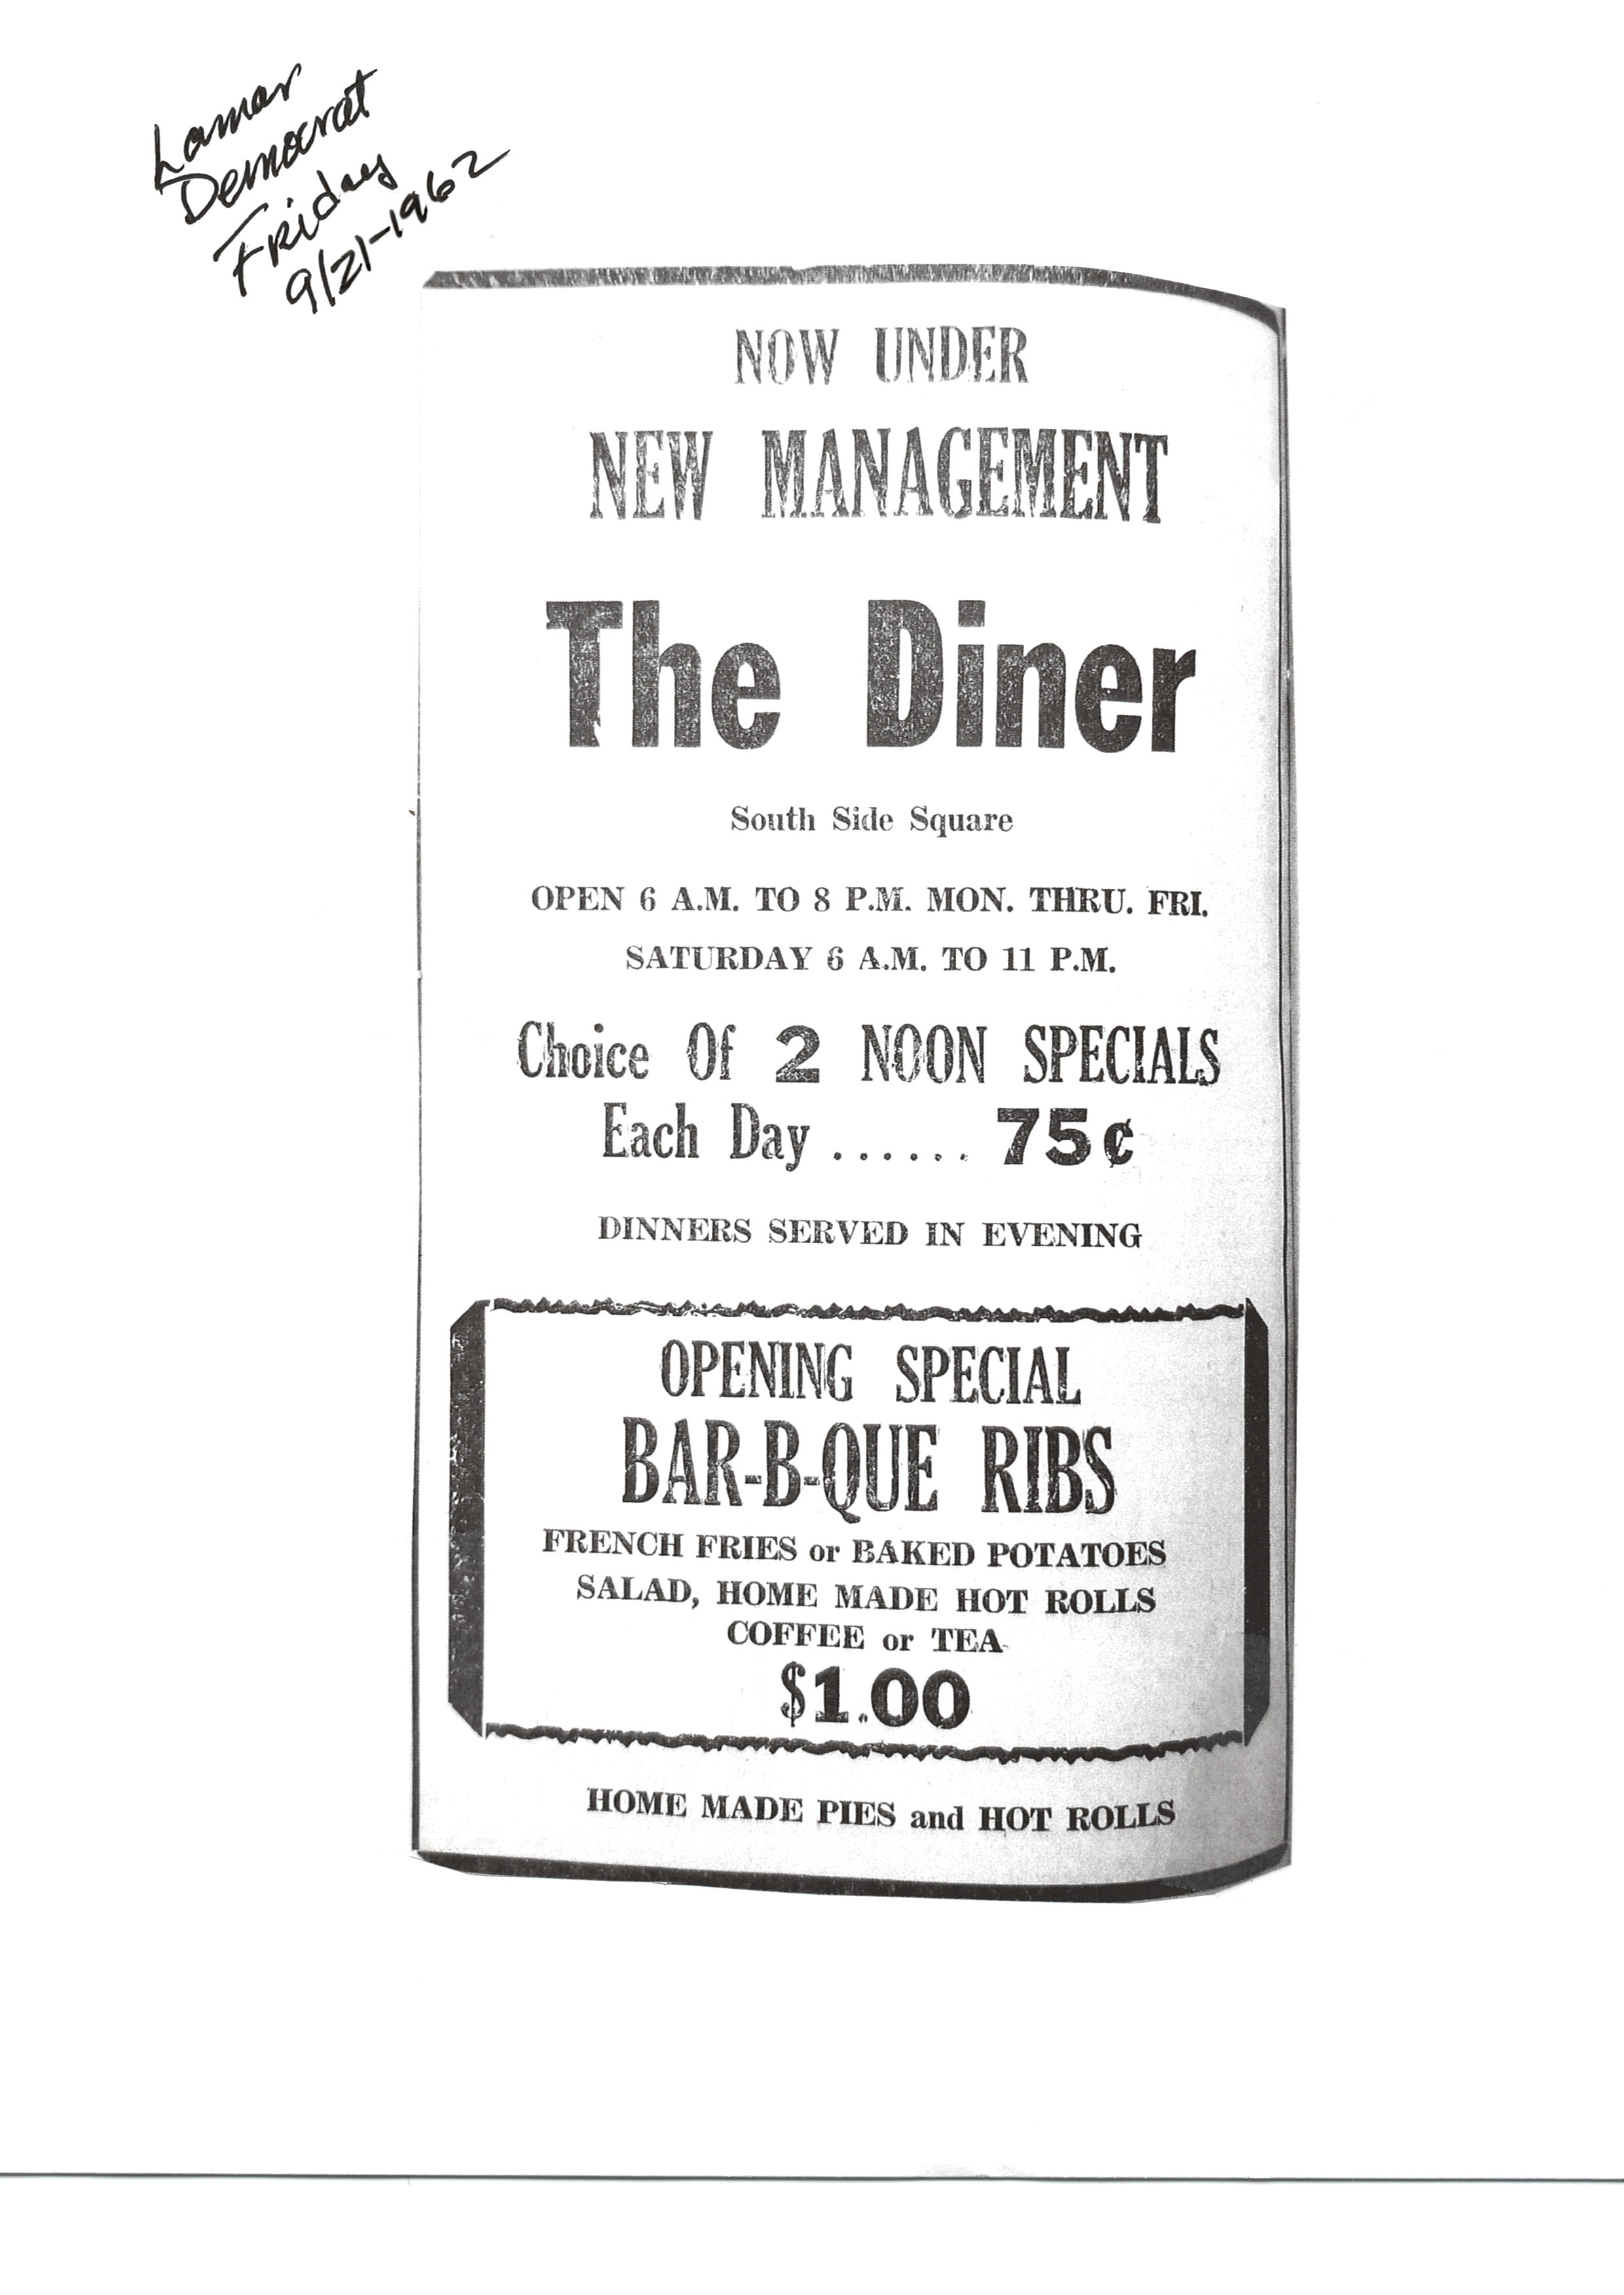 Lamar
Democrat
Friday
9/21-1962
NOW UNDER
NEW MANAGEMENT
The Diner
South Side Square
OPEN 6 A.M. TO 8 P.M. MON. THRU. FRI.
SATURDAY 6 A.M. TO 11 P.M.
Choice Of 2 NOON SPECIALS
Each Day ...... 75¢
DINNERS SERVED IN EVENING
OPENING SPECIAL
BAR-B-QUE RIBS
FRENCH FRIES or BAKED POTATOES
SALAD, HOME MADE HOT ROLLS
COFFEE or TEA
$1.00
HOME MADE PIES and HOT ROLLS